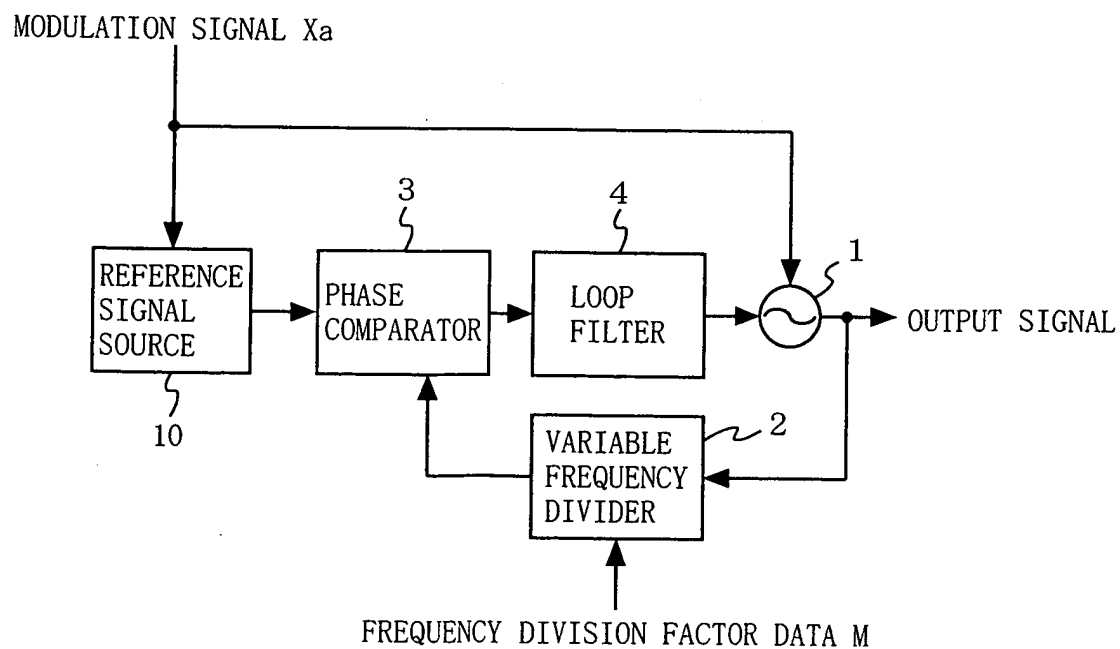 MODULATION SIGNAL Xa
3
4
1
REFERENCE
SIGNAL
SOURCE
PHASE
COMPARATOR
LOOP
FILTER
OUTPUT SIGNAL
10
2
VARIABLE
FREQUENCY
DIVIDER
FREQUENCY DIVISION FACTOR DATA M